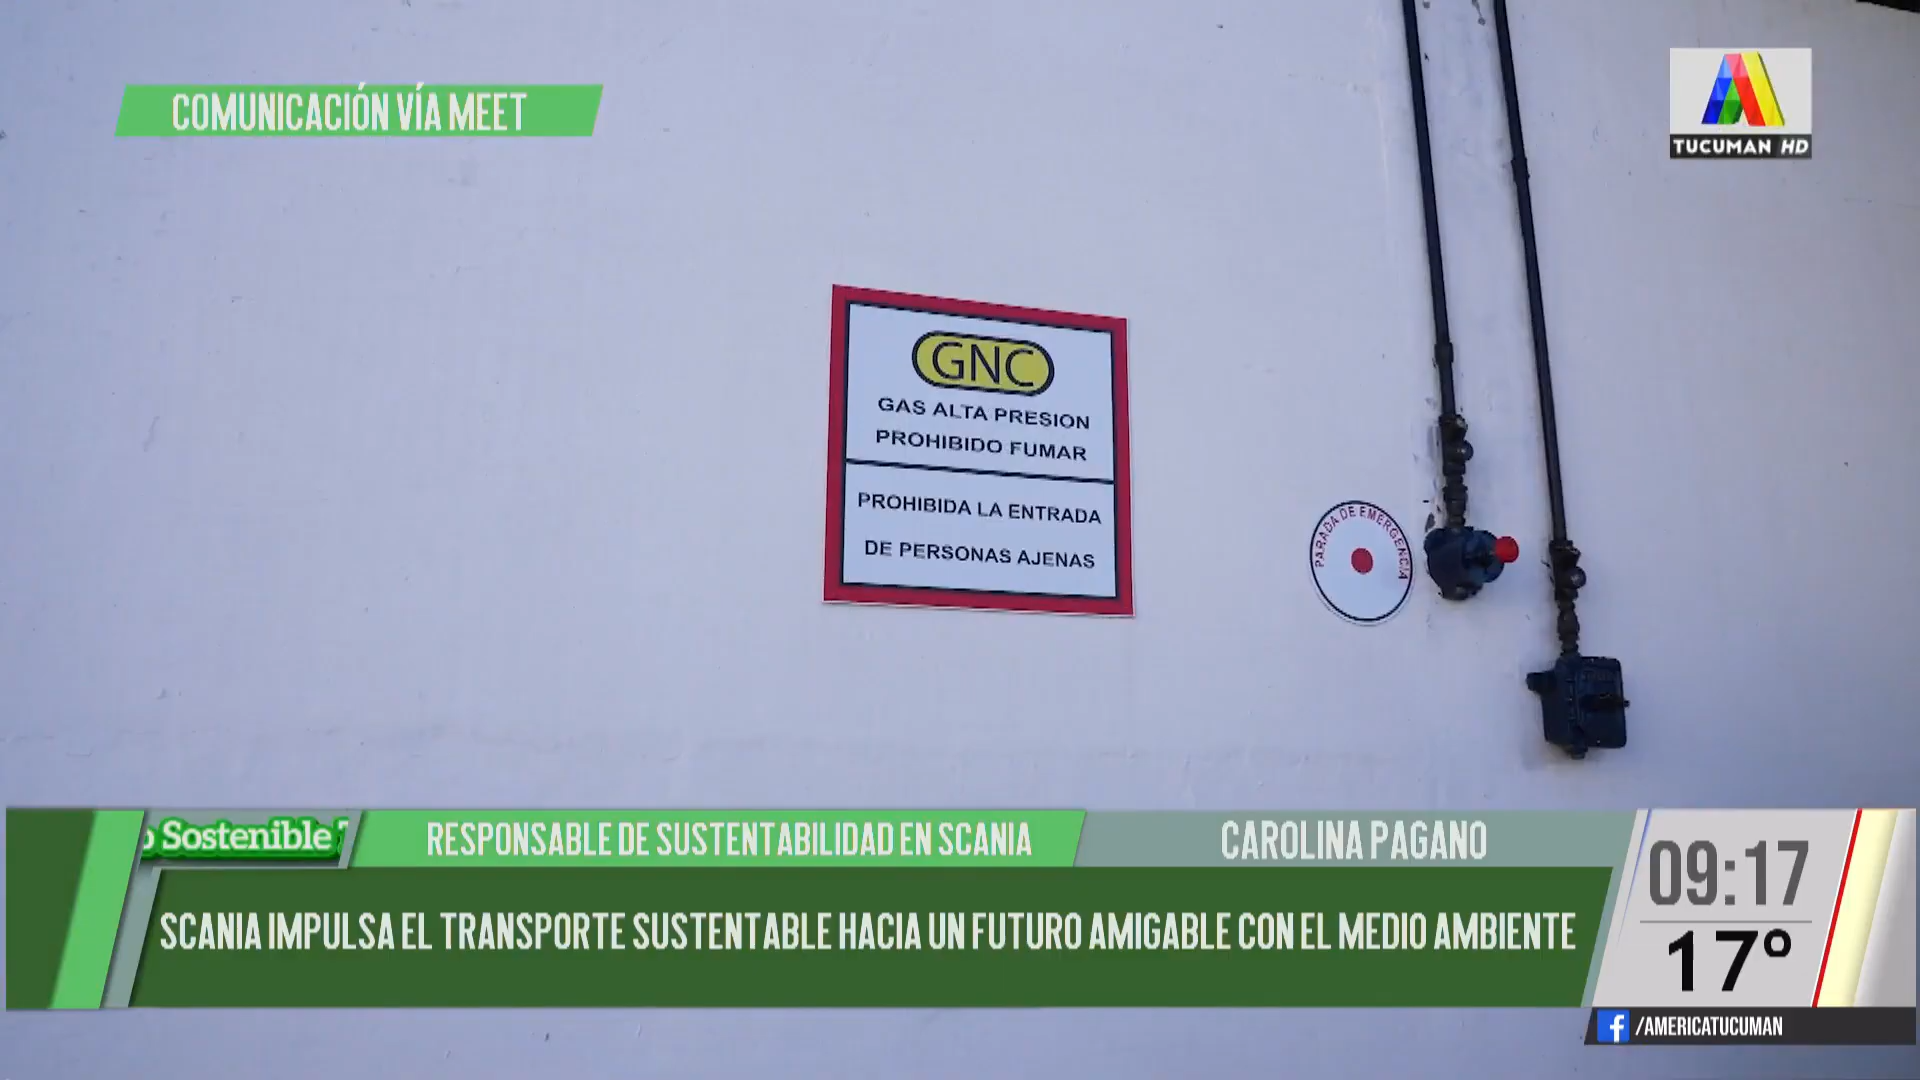 COMUNICACIÓN VÍA MEET
TUCUMAN HD
GNC
GAS ALTA PRESION
PROHIBIDO FUMAR
PROHIBIDA LA ENTRADA
DE PERSONAS AJENAS
PARADA DE EMERGENCIA
Sostenible
RESPONSABLE DE SUSTENTABILIDAD EN SCANIA
CAROLINA PAGANO
SCANIA IMPULSA EL TRANSPORTE SUSTENTABLE HACIA UN FUTURO AMIGABLE CON EL MEDIO AMBIENTE
09:17
17°
/AMERICATUCUMAN